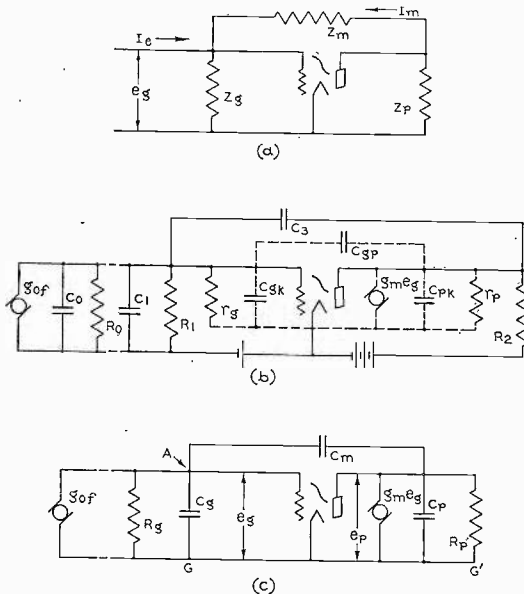 Ie Im
Zm
eg Zg Zp
(a)
C3
Cgp
gof C0 R0 C1 R1 rg Cgk gmeg Cpk rp R2
(b)
A Cm
gof Rg Cg eg ep gmeg Cp Rp
G G'
(c)